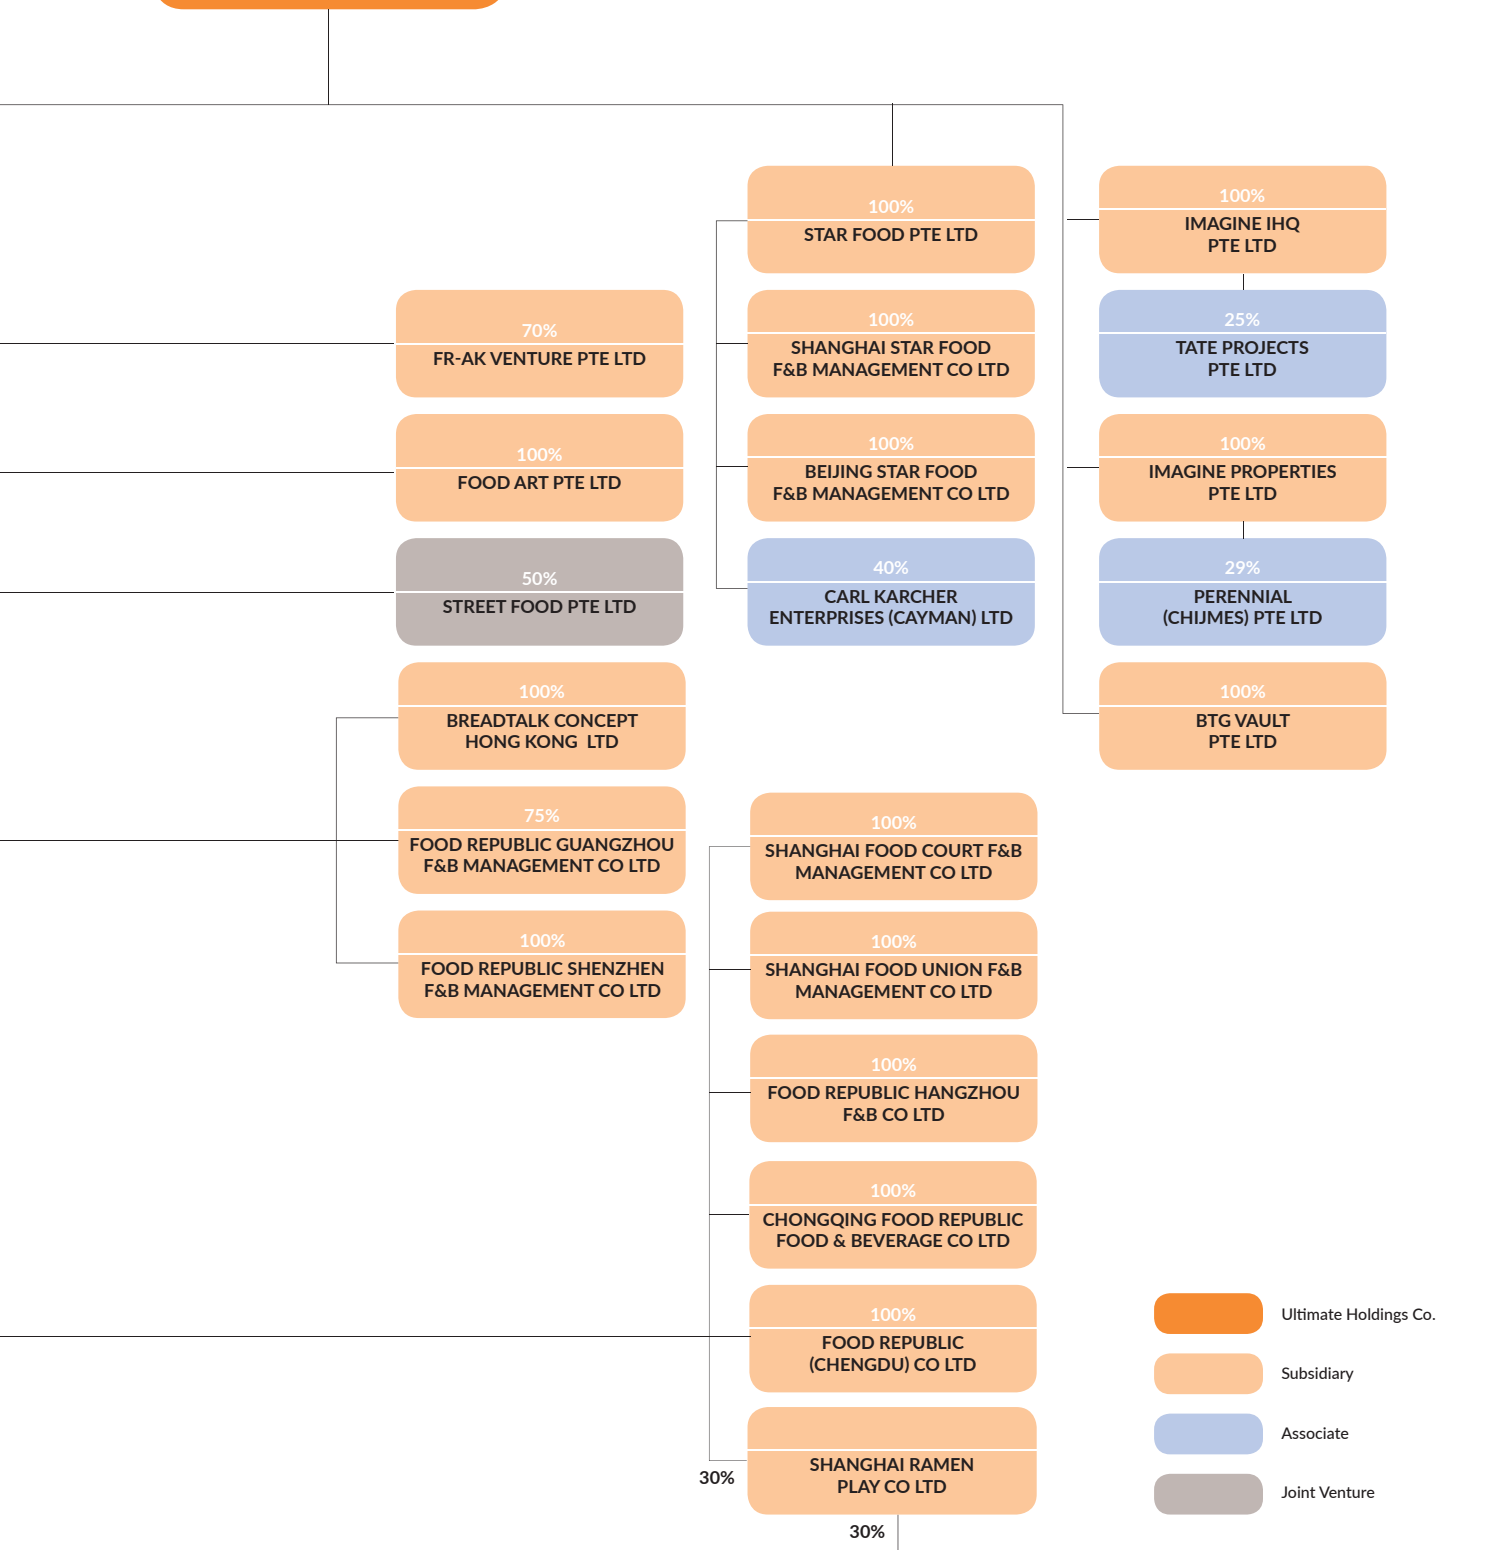 100%
STAR FOOD PTE LTD
100%
IMAGINE IHQ
PTE LTD
70%
FR-AK VENTURE PTE LTD
100%
SHANGHAI STAR FOOD
F&B MANAGEMENT CO LTD
25%
TATE PROJECTS
PTE LTD
100%
FOOD ART PTE LTD
100%
BEIJING STAR FOOD
F&B MANAGEMENT CO LTD
100%
IMAGINE PROPERTIES
PTE LTD
50%
STREET FOOD PTE LTD
40%
CARL KARCHER
ENTERPRISES (CAYMAN) LTD
29%
PERENNIAL
(CHIJMES) PTE LTD
100%
BREADTALK CONCEPT
HONG KONG LTD
100%
BTG VAULT
PTE LTD
75%
FOOD REPUBLIC GUANGZHOU
F&B MANAGEMENT CO LTD
100%
SHANGHAI FOOD COURT F&B
MANAGEMENT CO LTD
100%
FOOD REPUBLIC SHENZHEN
F&B MANAGEMENT CO LTD
100%
SHANGHAI FOOD UNION F&B
MANAGEMENT CO LTD
100%
FOOD REPUBLIC HANGZHOU
F&B CO LTD
100%
CHONGQING FOOD REPUBLIC
FOOD & BEVERAGE CO LTD
100%
FOOD REPUBLIC
(CHENGDU) CO LTD
SHANGHAI RAMEN
PLAY CO LTD
30%
30%
Ultimate Holdings Co.
Subsidiary
Associate
Joint Venture